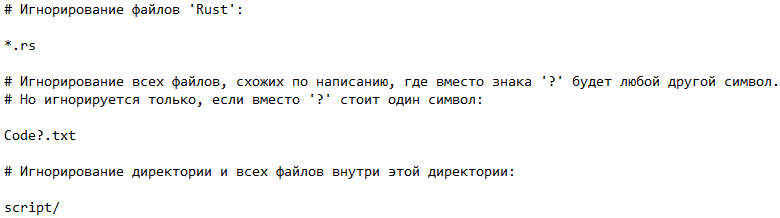 # Игнорирование файлов 'Rust':
*.rs
# Игнорирование всех файлов, схожих по написанию, где вместо знака '?' будет любой другой символ.
# Но игнорируется только, если вместо '?' стоит один символ:
Code?.txt
# Игнорирование директории и всех файлов внутри этой директории:
script/